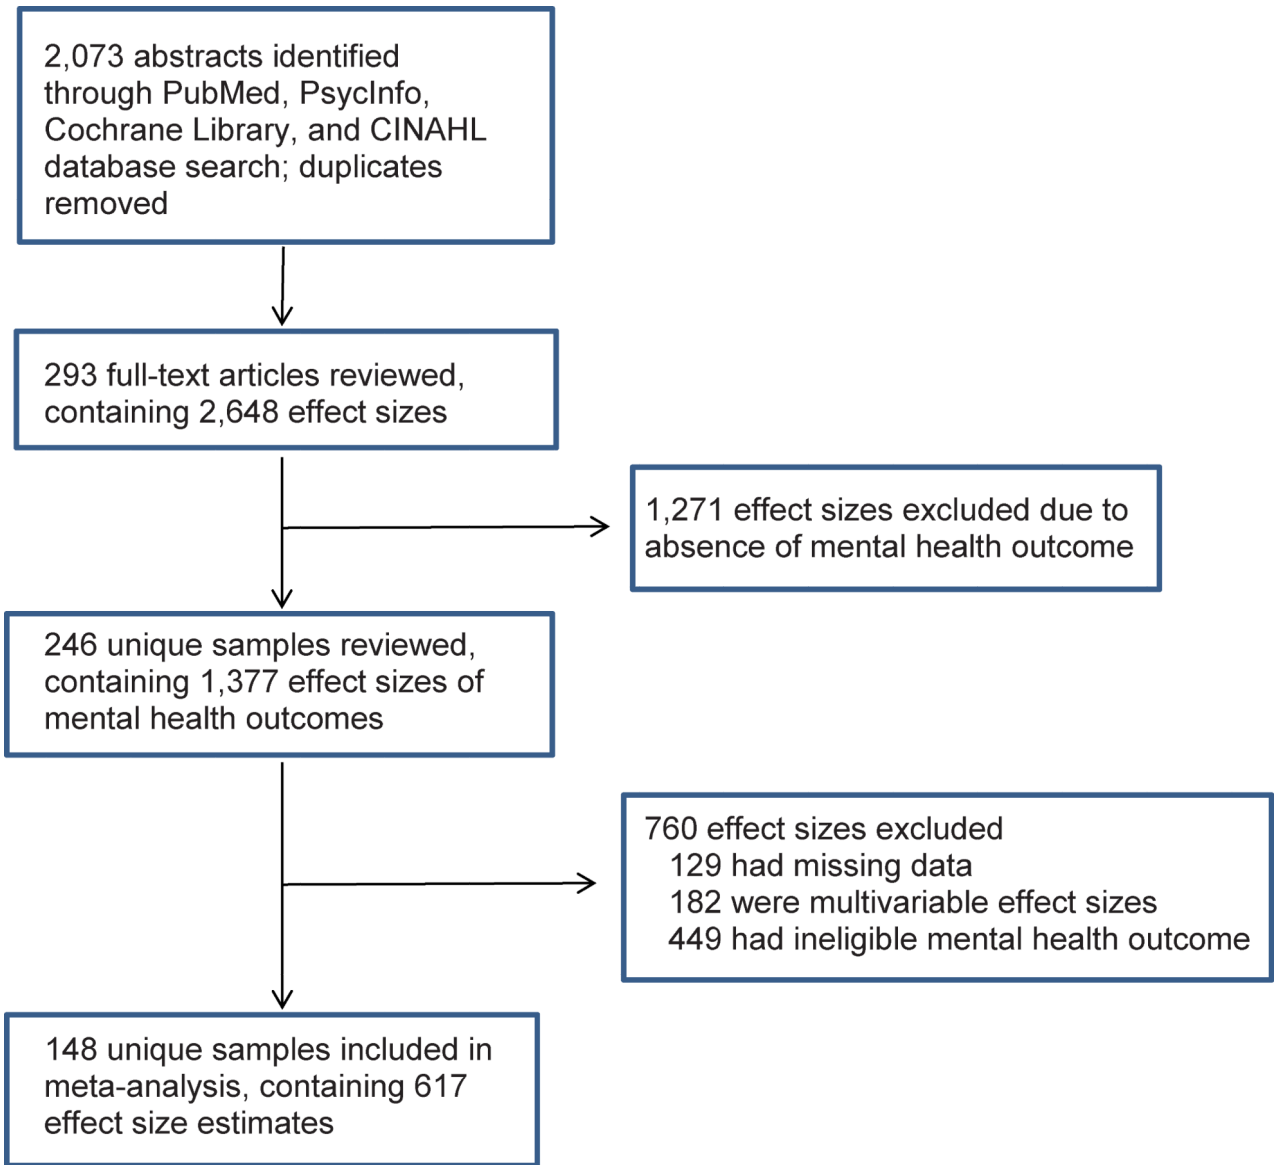 2,073 abstracts identified
through PubMed, PsycInfo,
Cochrane Library, and CINAHL
database search; duplicates
removed
293 full-text articles reviewed,
containing 2,648 effect sizes
1,271 effect sizes excluded due to
absence of mental health outcome
246 unique samples reviewed,
containing 1,377 effect sizes of
mental health outcomes
760 effect sizes excluded
129 had missing data
182 were multivariable effect sizes
449 had ineligible mental health outcome
148 unique samples included in
meta-analysis, containing 617
effect size estimates